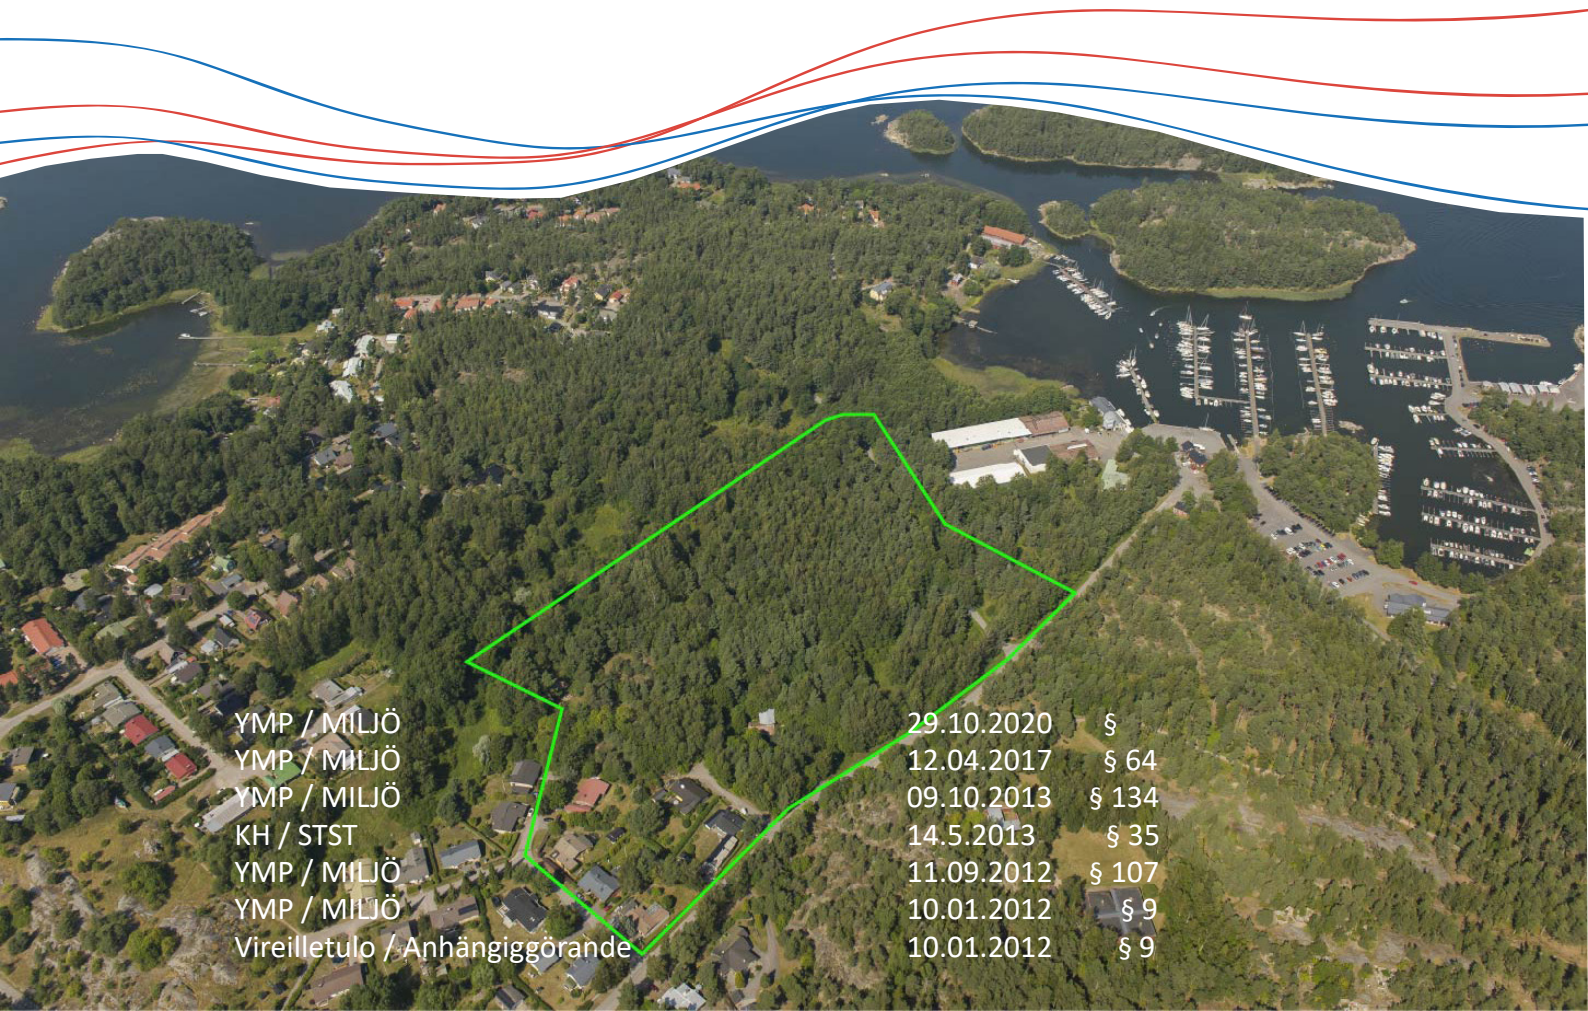 YMP / MILJÖ 29.10.2020 §
YMP / MILJÖ 12.04.2017 § 64
YMP / MILJÖ 09.10.2013 § 134
KH / STST 14.5.2013 § 35
YMP / MILJÖ 11.09.2012 § 107
YMP / MILJÖ 10.01.2012 § 9
Vireilletulo / Anhängiggörande 10.01.2012 § 9